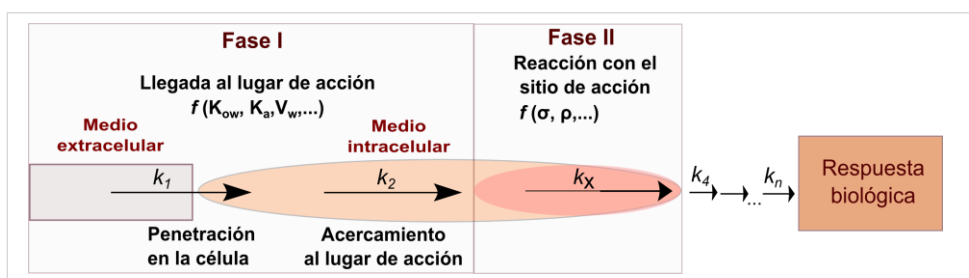 Fase I
Llegada al lugar de acción
f (Kow, Ka,Vw,...)
Medio
extracelular
Medio
intracelular
k1
k2
Penetración
en la célula
Acercamiento
al lugar de acción
Fase II
Reacción con el
sitio de acción
f (σ, ρ,...)
kX
k4
...
kn
Respuesta
biológica